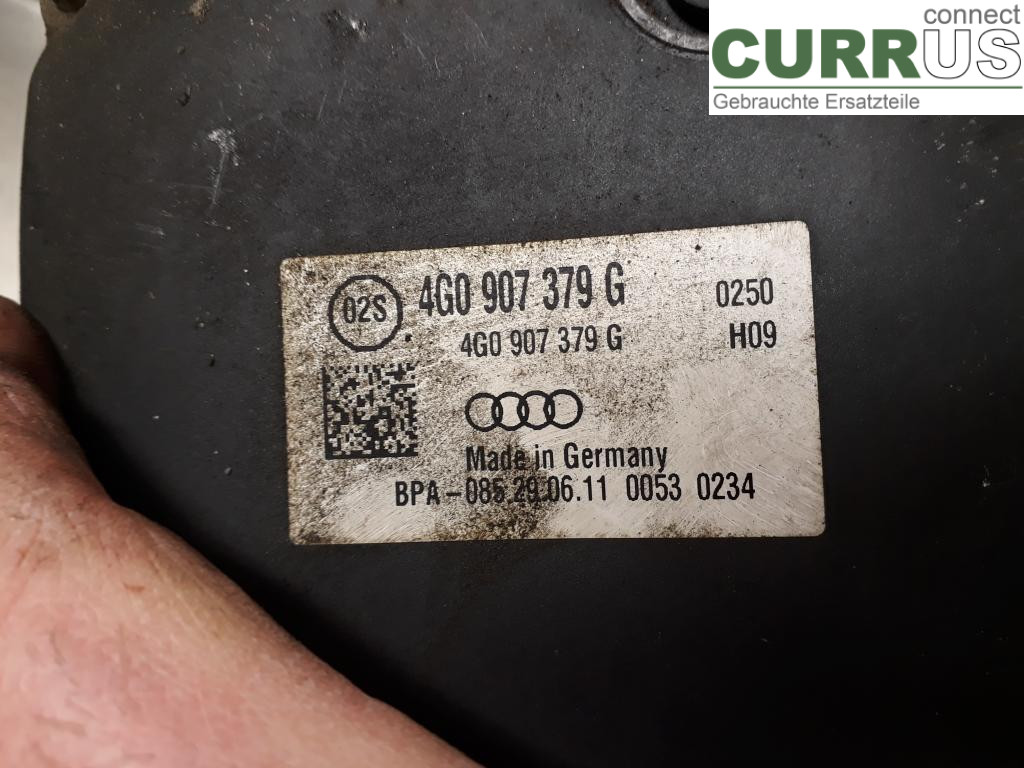 connect
CURRUS
Gebrauchte Ersatzteile
02S 4G0 907 379 G 0250
4G0 907 379 G H09
Made in Germany
BPA-085 29.06.11 0053 0234